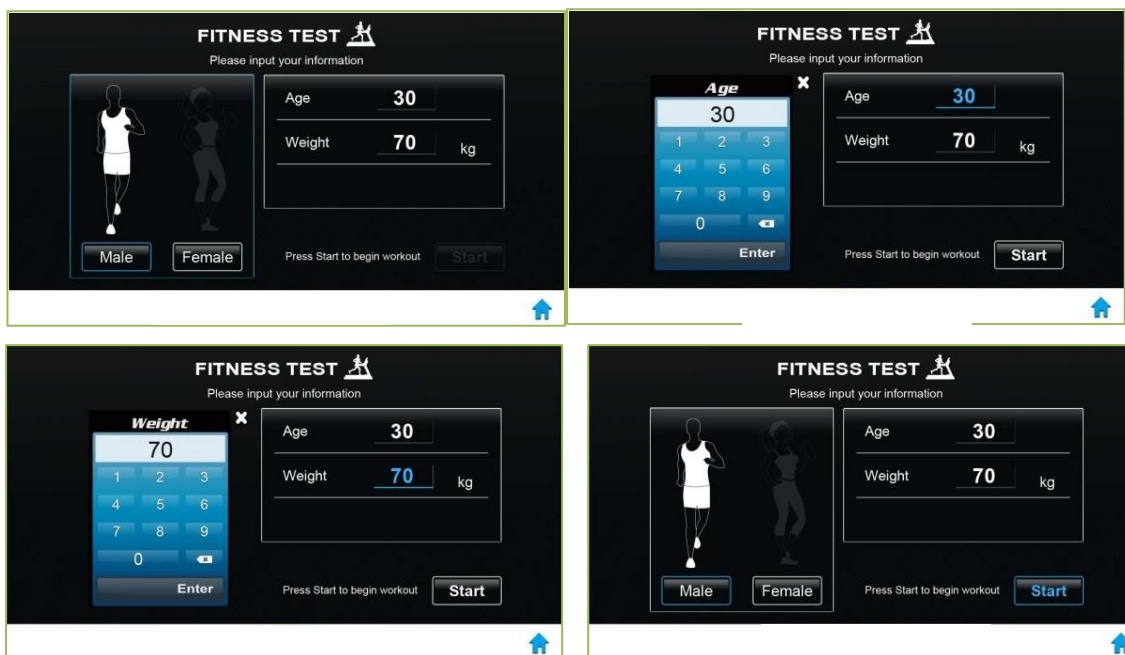 FITNESS TEST
Please input your information
Age 30
Weight 70 kg
Male Female
Press Start to begin workout Start
FITNESS TEST
Please input your information
Age
30
1 2 3
4 5 6
7 8 9
0
Enter
Age 30
Weight 70 kg
Press Start to begin workout Start
FITNESS TEST
Please input your information
Weight
70
1 2 3
4 5 6
7 8 9
0
Enter
Age 30
Weight 70 kg
Press Start to begin workout Start
FITNESS TEST
Please input your information
Age 30
Weight 70 kg
Male Female
Press Start to begin workout Start